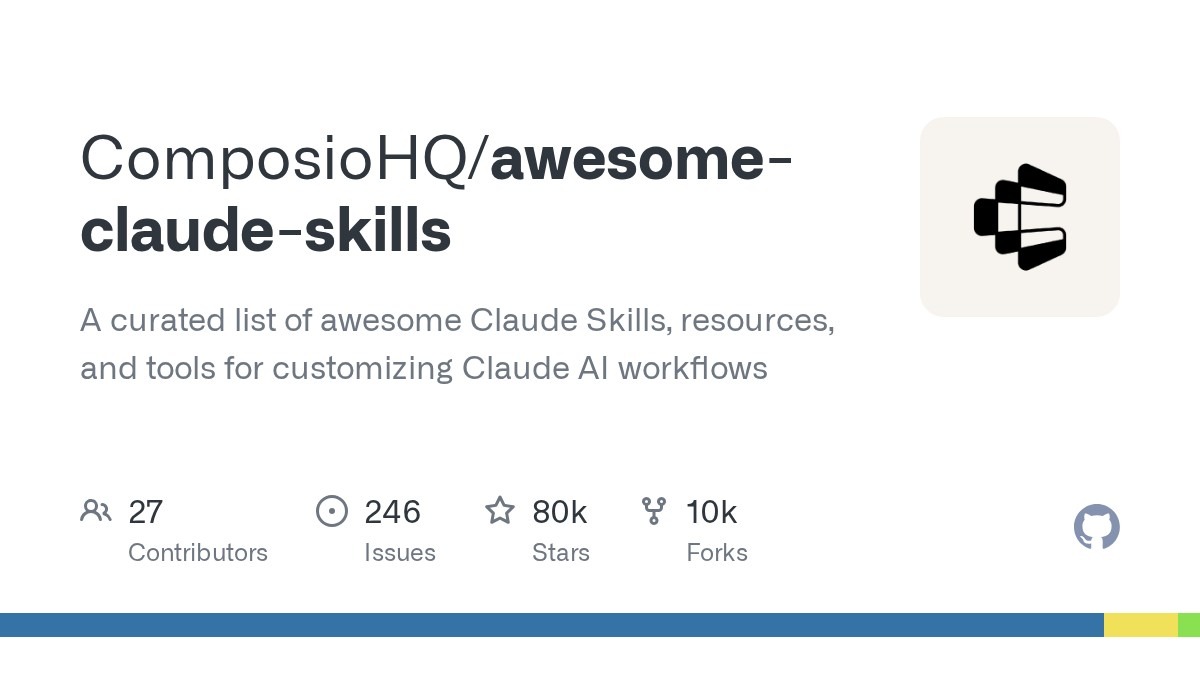 ComposioHQ/awesome-
claude-skills
A curated list of awesome Claude Skills, resources,
and tools for customizing Claude AI workflows
27
Contributors
246
Issues
80k
Stars
10k
Forks